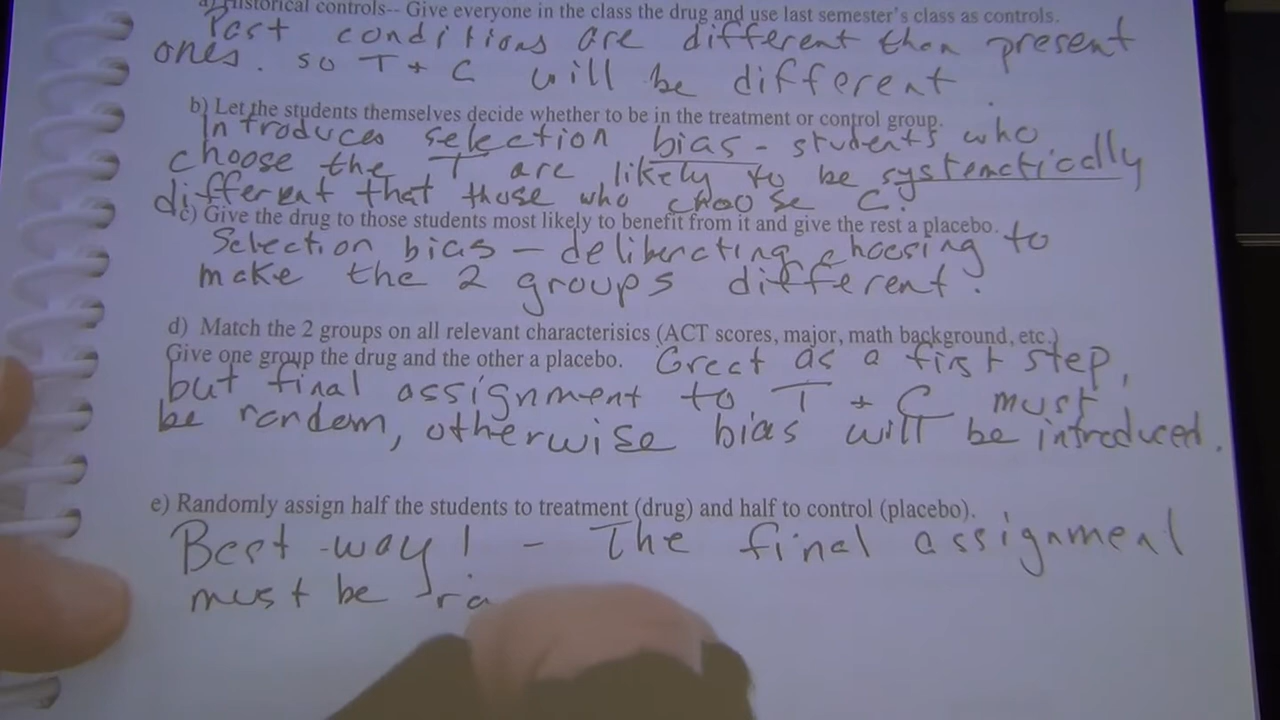 a) Historical controls-- Give everyone in the class the drug and use last semester's class as controls.
Past conditions are different than present
ones. so T + C will be different.
b) Let the students themselves decide whether to be in the treatment or control group.
Introduces selection bias - students who
choose the T are likely to be systematically
different that those who choose C.
c) Give the drug to those students most likely to benefit from it and give the rest a placebo.
Selection bias — deliberating choosing to
make the 2 groups different.
d) Match the 2 groups on all relevant characterisics (ACT scores, major, math background, etc.)
Give one group the drug and the other a placebo. Great as a first step,
but final assignment to T + C must
be random, otherwise bias will be introduced.
e) Randomly assign half the students to treatment (drug) and half to control (placebo).
Best way! - The final assignment
must be ra